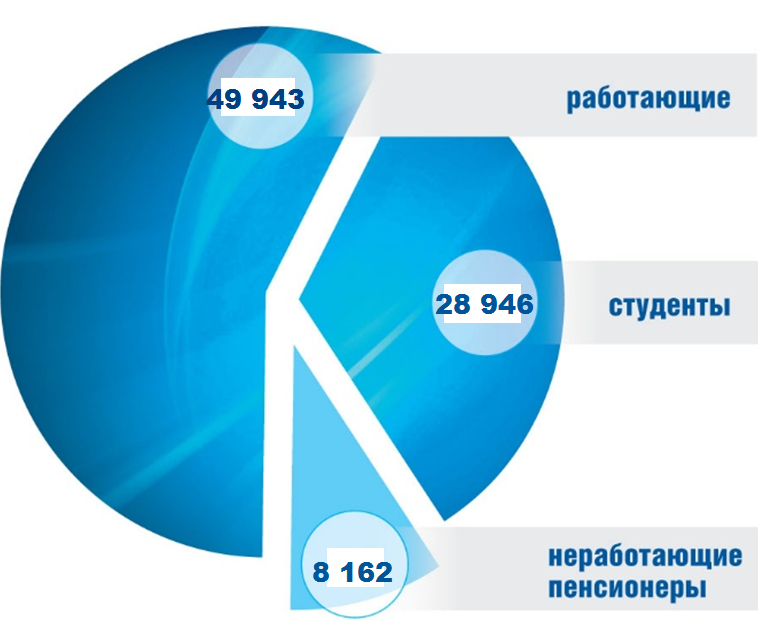 49 943
работающие
28 946
студенты
8 162
неработающие
пенсионеры